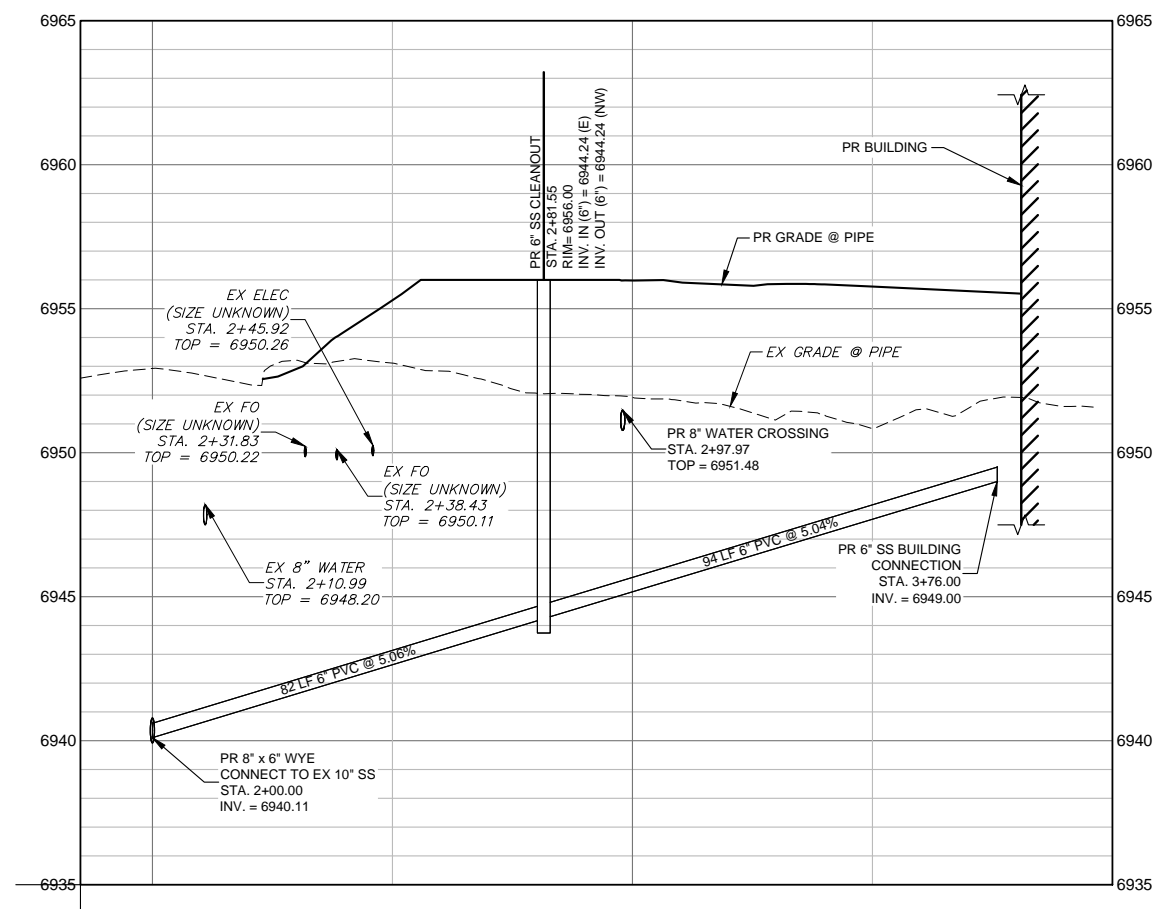 6965
6965
6960
6960
6955
6955
6950
6950
6945
6945
6940
6940
6935
6935
PR 6" SS CLEANOUT
STA. 2+81.55
RIM= 6956.00
INV. IN (6") = 6944.24 (E)
INV. OUT (6") = 6944.24 (NW)
PR BUILDING
PR GRADE @ PIPE
EX ELEC
(SIZE UNKNOWN)
STA. 2+45.92
TOP = 6950.26
EX GRADE @ PIPE
EX FO
(SIZE UNKNOWN)
STA. 2+31.83
TOP = 6950.22
PR 8" WATER CROSSING
STA. 2+97.97
TOP = 6951.48
EX FO
(SIZE UNKNOWN)
STA. 2+38.43
TOP = 6950.11
94 LF 6" PVC @ 5.04%
PR 6" SS BUILDING
CONNECTION
STA. 3+76.00
INV. = 6949.00
EX 8" WATER
STA. 2+10.99
TOP = 6948.20
82 LF 6" PVC @ 5.06%
PR 8" x 6" WYE
CONNECT TO EX 10" SS
STA. 2+00.00
INV. = 6940.11